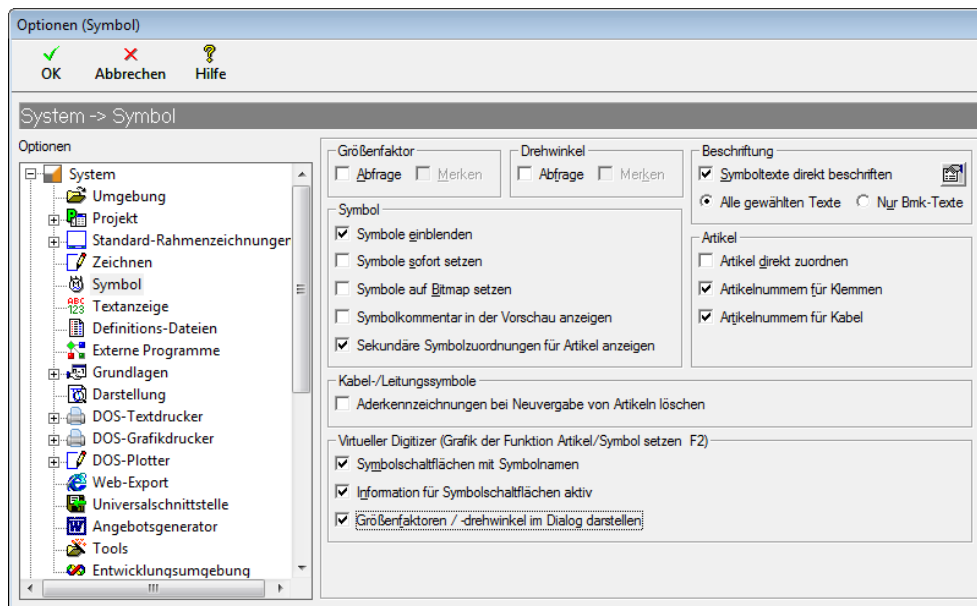 Optionen (Symbol)
OK Abbrechen Hilfe
System -> Symbol
Optionen
System
Umgebung
Projekt
Standard-Rahmenzeichnunger
Zeichnen
Symbol
ABC 123 Textanzeige
Definitions-Dateien
Externe Programme
Grundlagen
Darstellung
DOS-Textdrucker
DOS-Grafikdrucker
DOS-Plotter
Web-Export
Universalschnittstelle
Angebotsgenerator
Tools
Entwicklungsumgebung
Größenfaktor
Abfrage Merken
Drehwinkel
Abfrage Merken
Beschriftung
Symboltexte direkt beschriften
Alle gewählten Texte Nur Bmk-Texte
Symbol
Symbole einblenden
Symbole sofort setzen
Symbole auf Bitmap setzen
Symbolkommentar in der Vorschau anzeigen
Sekundäre Symbolzuordnungen für Artikel anzeigen
Artikel
Artikel direkt zuordnen
Artikelnummern für Klemmen
Artikelnummern für Kabel
Kabel-/Leitungssymbole
Aderkennzeichnungen bei Neuvergabe von Artikeln löschen
Virtueller Digitizer (Grafik der Funktion Artikel/Symbol setzen F2)
Symbolschaltflächen mit Symbolnamen
Information für Symbolschaltflächen aktiv
Größenfaktoren / -drehwinkel im Dialog darstellen